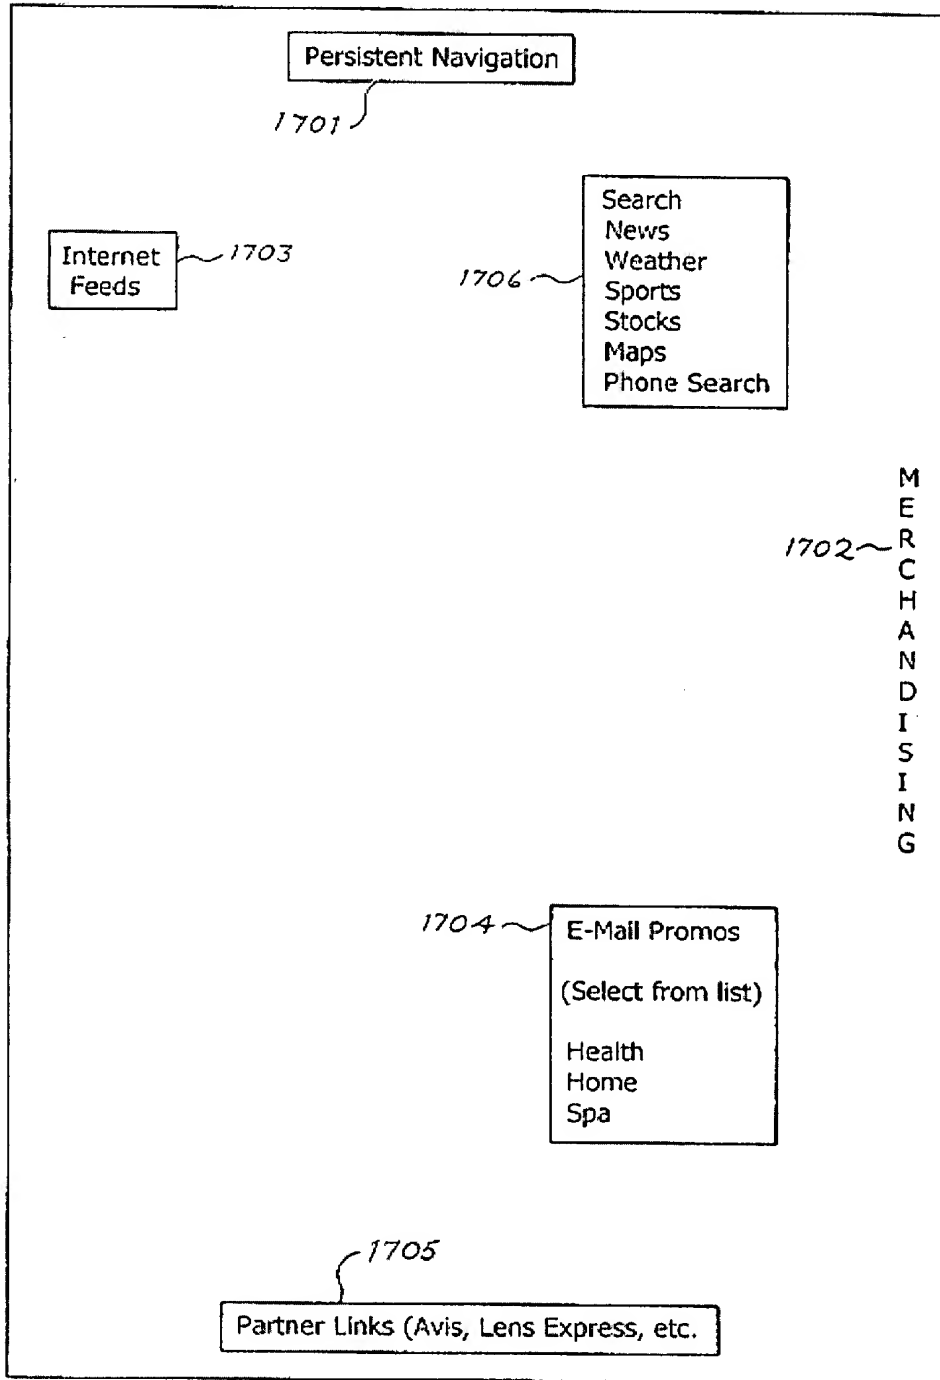 Persistent Navigation
1701
Internet
Feeds
1703
1706
Search
News
Weather
Sports
Stocks
Maps
Phone Search
1702
M
E
R
C
H
A
N
D
I
S
I
N
G
1704
E-Mail Promos
(Select from list)
Health
Home
Spa
1705
Partner Links (Avis, Lens Express, etc.